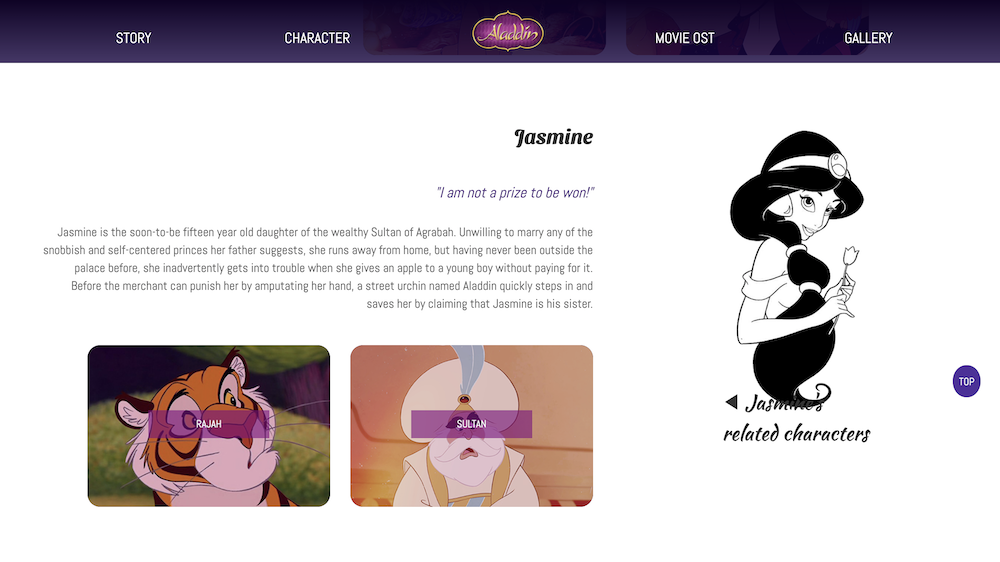 STORY
CHARACTER
Aladdin
MOVIE OST
GALLERY
Jasmine
"I am not a prize to be won!"
Jasmine is the soon-to-be fifteen year old daughter of the wealthy Sultan of Agrabah. Unwilling to marry any of the
snobbish and self-centered princes her father suggests, she runs away from home, but having never been outside the
palace before, she inadvertently gets into trouble when she gives an apple to a young boy without paying for it.
Before the merchant can punish her by amputating her hand, a street urchin named Aladdin quickly steps in and
saves her by claiming that Jasmine is his sister.
RAJAH
SULTAN
◀ Jasmine's
related characters
TOP